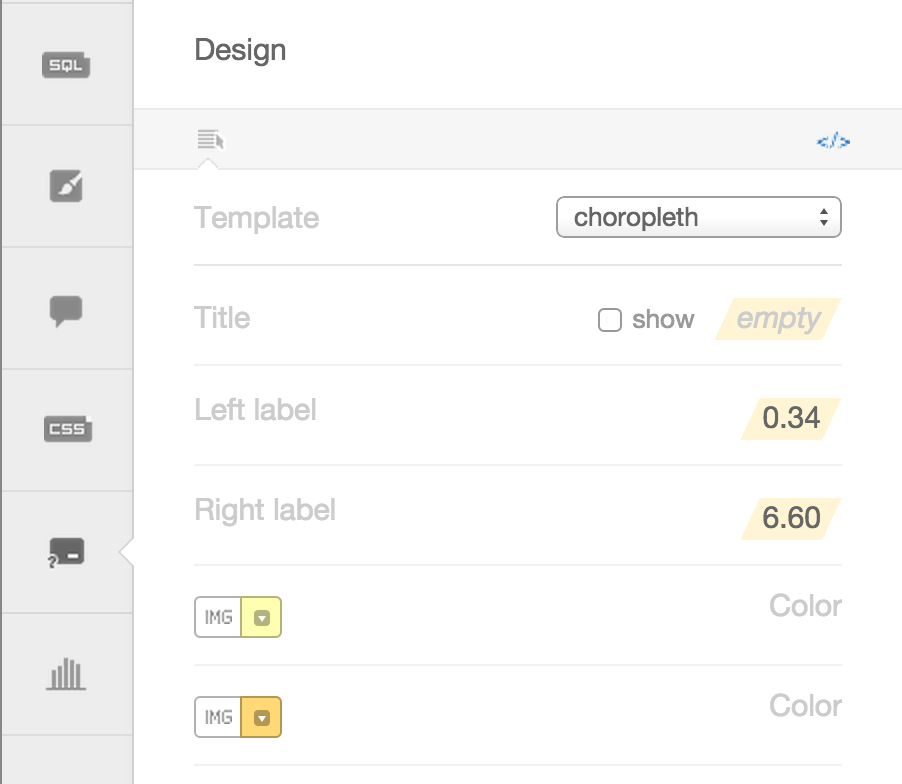 SQL
Design
</>
Template choropleth
Title show empty
Left label 0.34
CSS
Right label 6.60
?
IMG Color
IMG Color